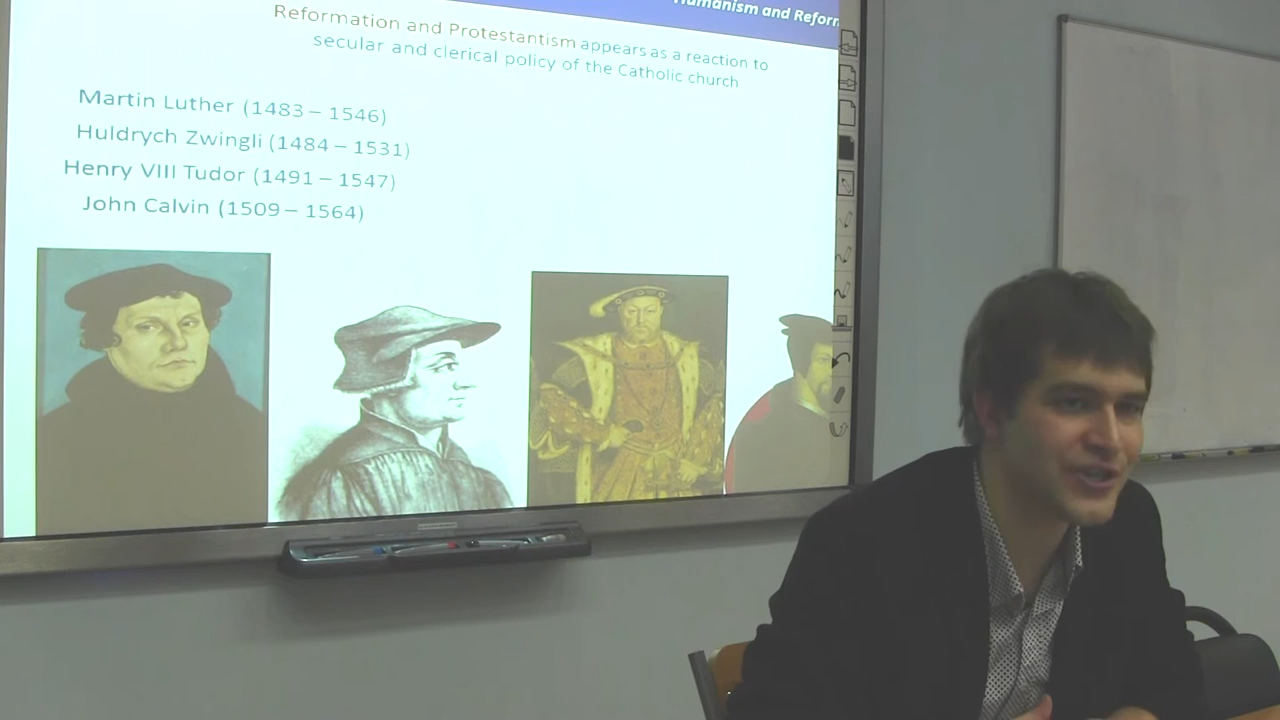 Humanism and Reform
Reformation and Protestantism appears as a reaction to
secular and clerical policy of the Catholic church
Martin Luther (1483 – 1546)
Huldrych Zwingli (1484 – 1531)
Henry VIII Tudor (1491 – 1547)
John Calvin (1509 – 1564)